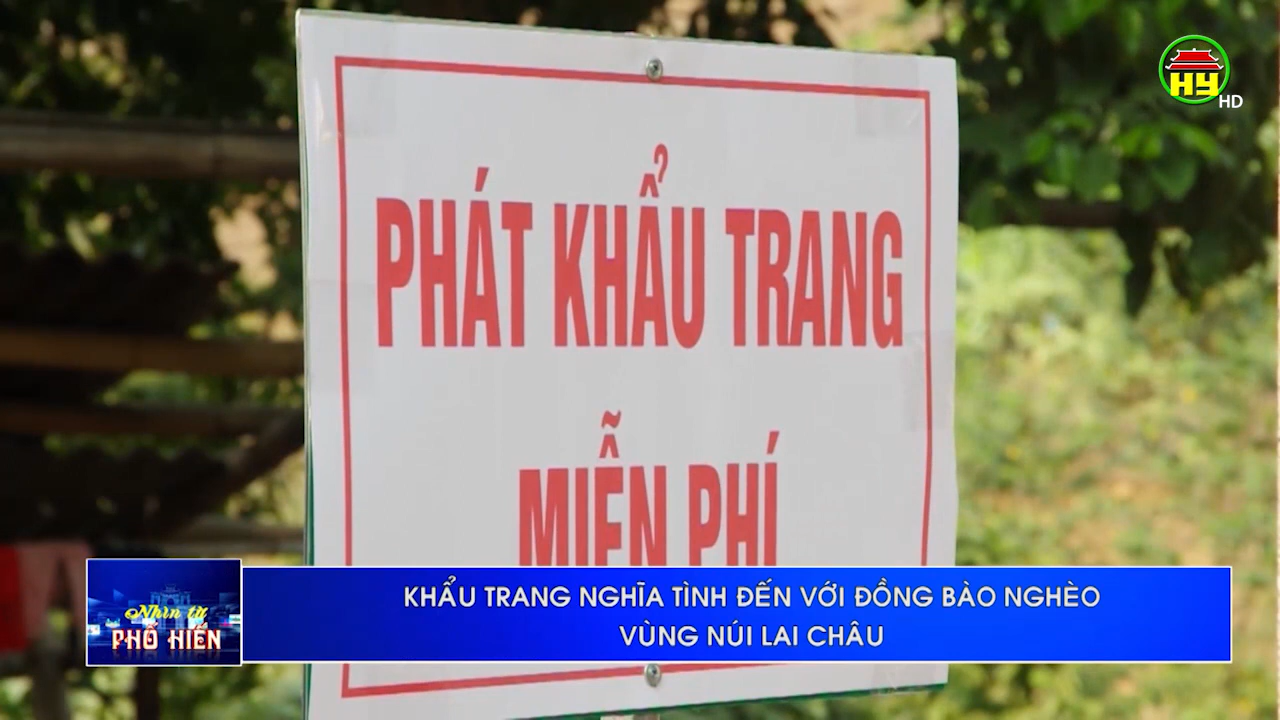 HY
HD
PHÁT KHẨU TRANG
MIỄN PHÍ
Nhìn từ
PHỐ HIẾN
KHẨU TRANG NGHĨA TÌNH ĐẾN VỚI ĐỒNG BÀO NGHÈO
VÙNG NÚI LAI CHÂU